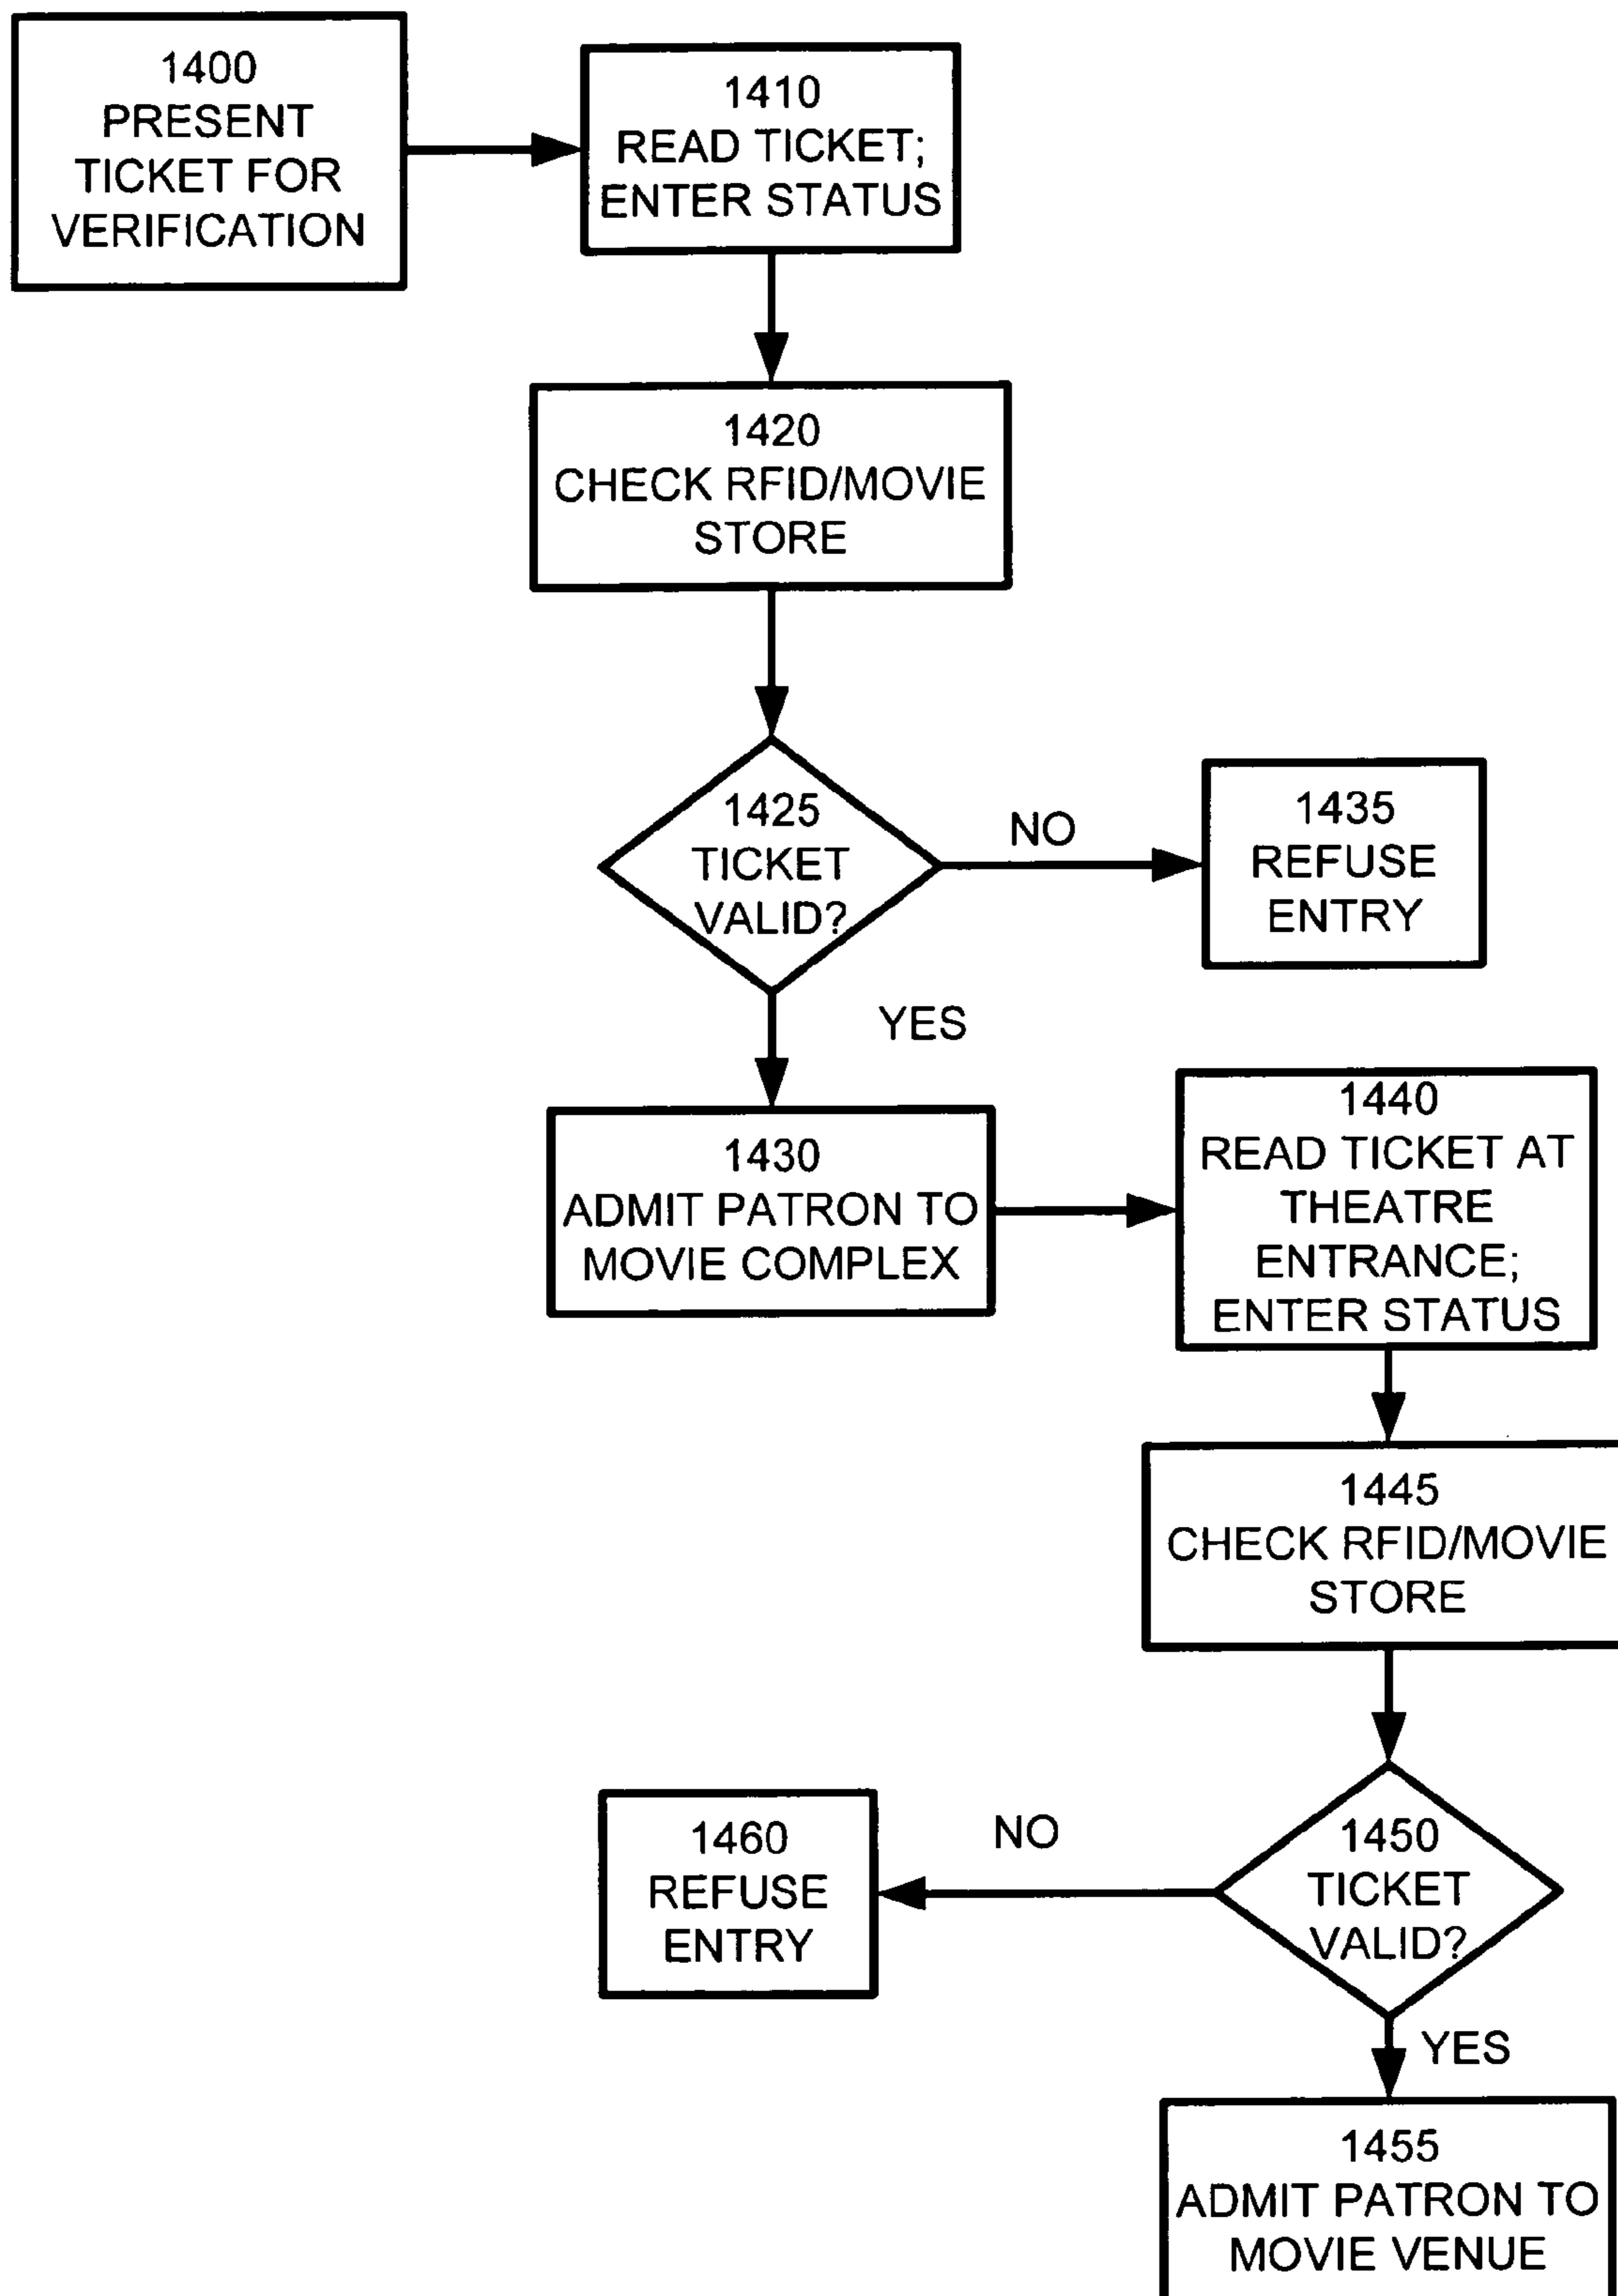 1400
PRESENT
TICKET FOR
VERIFICATION
1410
READ TICKET;
ENTER STATUS
1420
CHECK RFID/MOVIE
STORE
1425
TICKET
VALID?
NO
1435
REFUSE
ENTRY
YES
1430
ADMIT PATRON TO
MOVIE COMPLEX
1440
READ TICKET AT
THEATRE
ENTRANCE;
ENTER STATUS
1445
CHECK RFID/MOVIE
STORE
1450
TICKET
VALID?
NO
1460
REFUSE
ENTRY
YES
1455
ADMIT PATRON TO
MOVIE VENUE